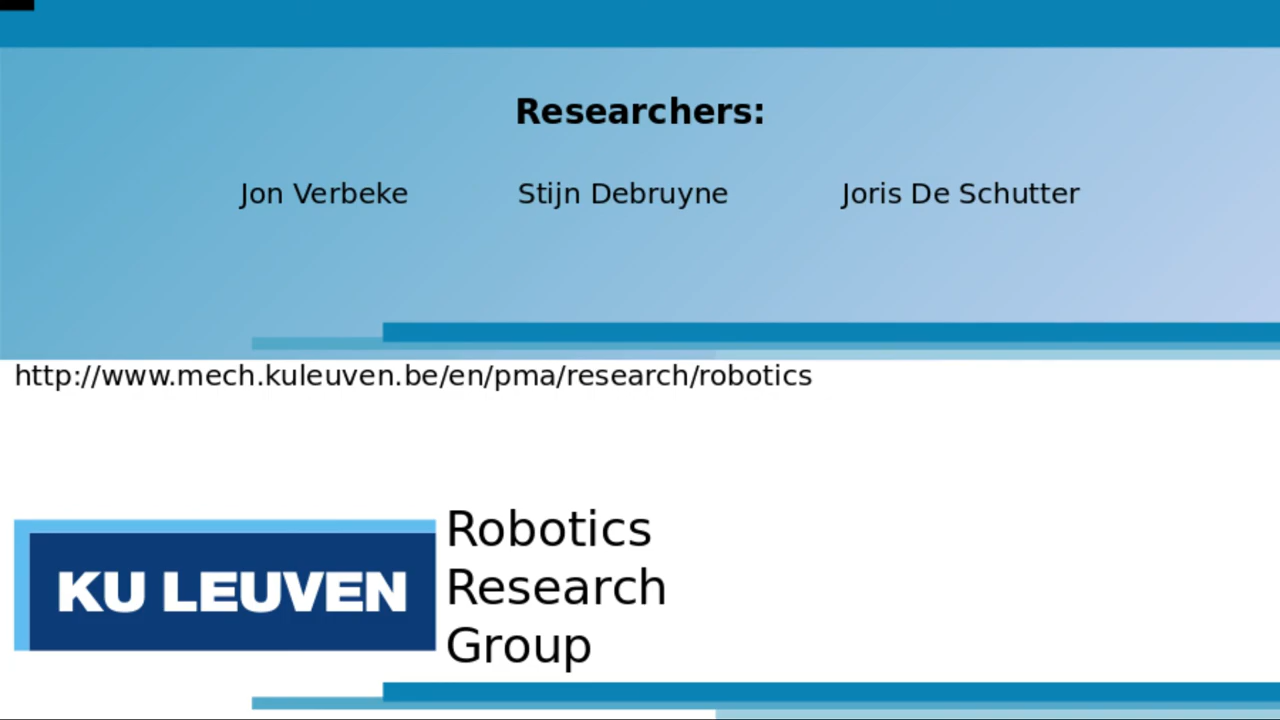 Researchers:
Jon Verbeke Stijn Debruyne Joris De Schutter
http://www.mech.kuleuven.be/en/pma/research/robotics
KU LEUVEN
Robotics
Research
Group